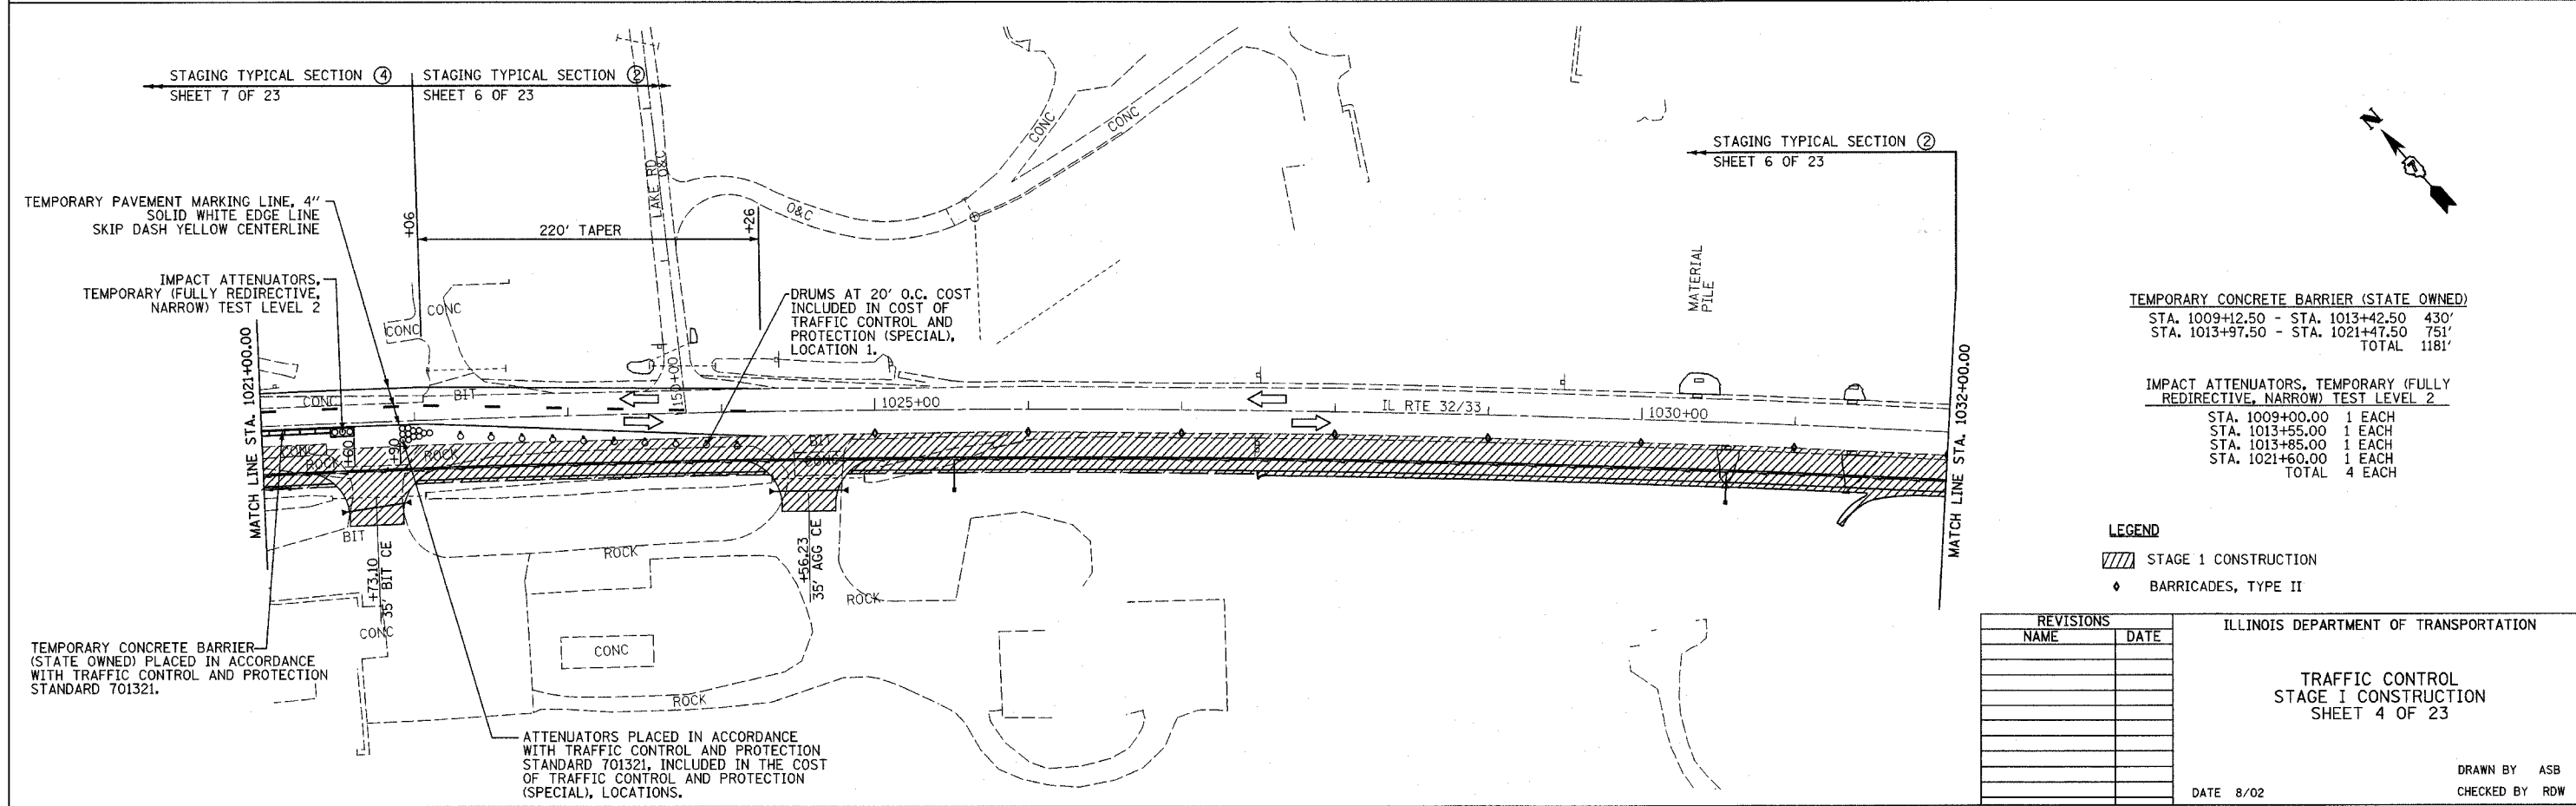 STAGING TYPICAL SECTION 4
SHEET 7 OF 23
STAGING TYPICAL SECTION 2
SHEET 6 OF 23
STAGING TYPICAL SECTION 2
SHEET 6 OF 23
N
TEMPORARY PAVEMENT MARKING LINE, 4"
SOLID WHITE EDGE LINE
SKIP DASH YELLOW CENTERLINE
IMPACT ATTENUATORS,
TEMPORARY (FULLY REDIRECTIVE,
NARROW) TEST LEVEL 2
+06
220' TAPER
+26
LAKE RD
O&C
O&C
CONC
CONC
CONC
CONC
DRUMS AT 20' O.C. COST
INCLUDED IN COST OF
TRAFFIC CONTROL AND
PROTECTION (SPECIAL),
LOCATION 1.
MATERIAL
PILE
MATCH LINE STA. 1021+00.00
MATCH LINE STA. 1032+00.00
CONC
BIT
150+00
1025+00
IL RTE 32/33
1030+00
CONC
ROCK
+60
+90
ROCK
BIT
CONC
BIT
+73.10
35' BIT CE
+56.23
35' AGG CE
ROCK
ROCK
CONC
CONC
ROCK
TEMPORARY CONCRETE BARRIER
(STATE OWNED) PLACED IN ACCORDANCE
WITH TRAFFIC CONTROL AND PROTECTION
STANDARD 701321.
ATTENUATORS PLACED IN ACCORDANCE
WITH TRAFFIC CONTROL AND PROTECTION
STANDARD 701321, INCLUDED IN THE COST
OF TRAFFIC CONTROL AND PROTECTION
(SPECIAL), LOCATIONS.
TEMPORARY CONCRETE BARRIER (STATE OWNED)
STA. 1009+12.50 - STA. 1013+42.50 430'
STA. 1013+97.50 - STA. 1021+47.50 751'
TOTAL 1181'
IMPACT ATTENUATORS, TEMPORARY (FULLY
REDIRECTIVE, NARROW) TEST LEVEL 2
STA. 1009+00.00 1 EACH
STA. 1013+55.00 1 EACH
STA. 1013+85.00 1 EACH
STA. 1021+60.00 1 EACH
TOTAL 4 EACH
LEGEND
STAGE 1 CONSTRUCTION
BARRICADES, TYPE II
REVISIONS
NAME DATE
ILLINOIS DEPARTMENT OF TRANSPORTATION
TRAFFIC CONTROL
STAGE I CONSTRUCTION
SHEET 4 OF 23
DATE 8/02
DRAWN BY ASB
CHECKED BY RDW